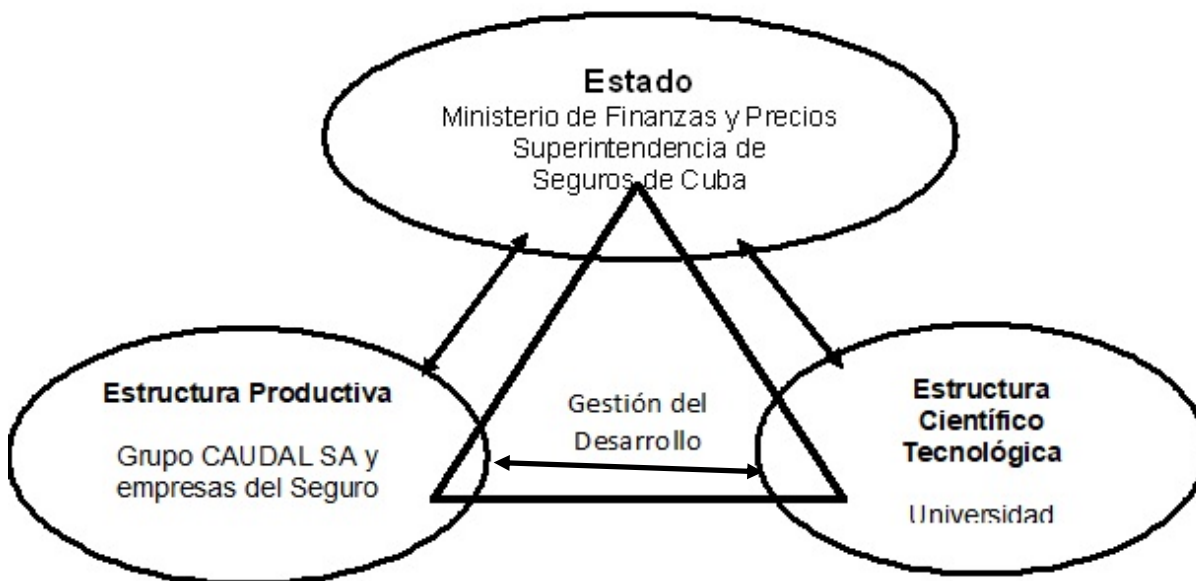 Estado
Ministerio de Finanzas y Precios
Superintendencia de
Seguros de Cuba
Estructura Productiva
Grupo CAUDAL SA y
empresas del Seguro
Gestión del
Desarrollo
Estructura
Científico
Tecnológica
Universidad